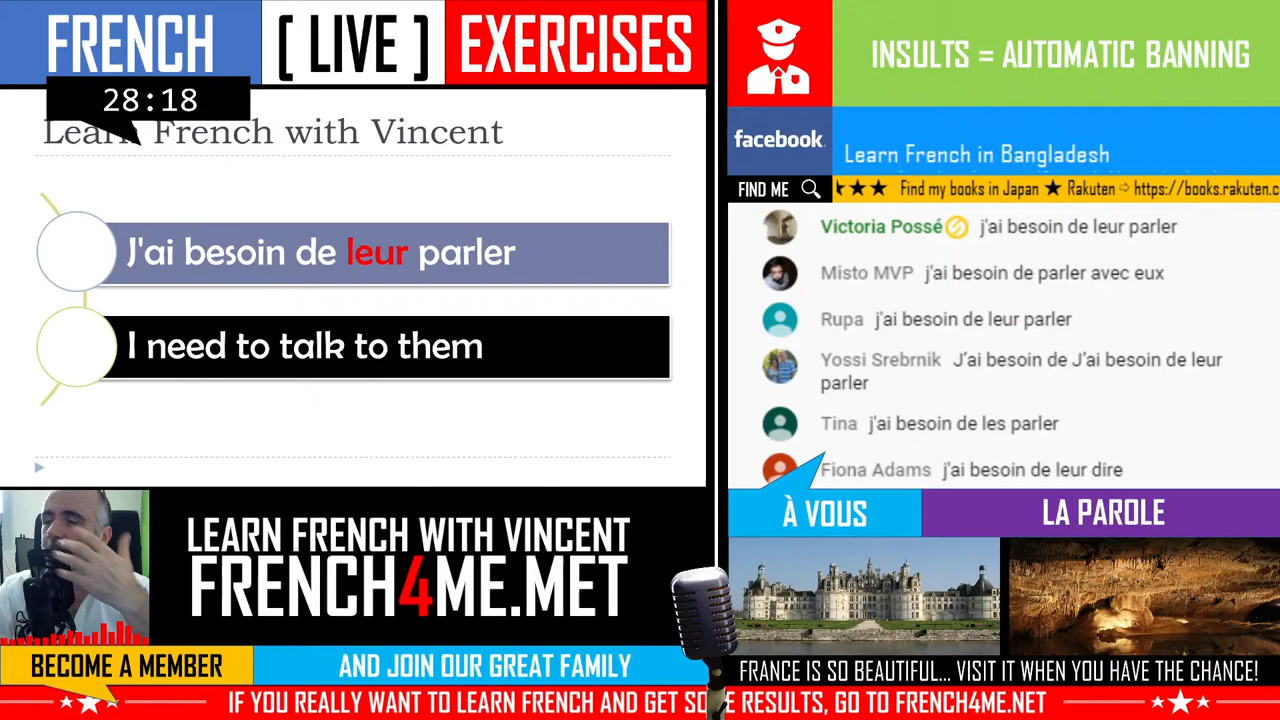 FRENCH [ LIVE ] EXERCISES
28:18
Learn French with Vincent
J'ai besoin de leur parler
I need to talk to them
LEARN FRENCH WITH VINCENT
FRENCH4ME.MET
BECOME A MEMBER
AND JOIN OUR GREAT FAMILY
INSULTS = AUTOMATIC BANNING
facebook.
Learn French in Bangladesh
FIND ME
★★★ Find my books in Japan ★ Rakuten ⇨ https://books.rakuten.c
Victoria Possé j'ai besoin de leur parler
Misto MVP j'ai besoin de parler avec eux
Rupa j'ai besoin de leur parler
Yossi Srebrnik J'ai besoin de J'ai besoin de leur
parler
Tina j'ai besoin de les parler
Fiona Adams j'ai besoin de leur dire
À VOUS
LA PAROLE
FRANCE IS SO BEAUTIFUL... VISIT IT WHEN YOU HAVE THE CHANCE!
IF YOU REALLY WANT TO LEARN FRENCH AND GET SOME RESULTS, GO TO FRENCH4ME.NET